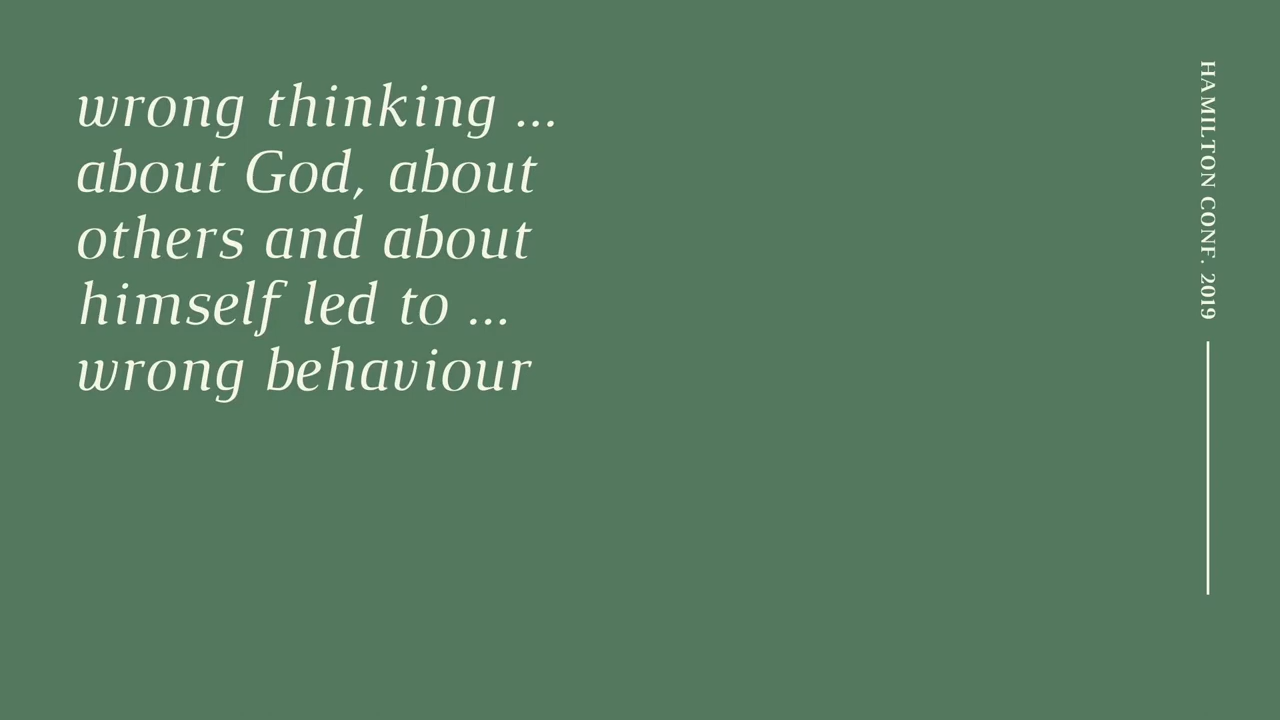 wrong thinking ...
about God, about
others and about
himself led to ...
wrong behaviour
HAMILTON CONF. 2019